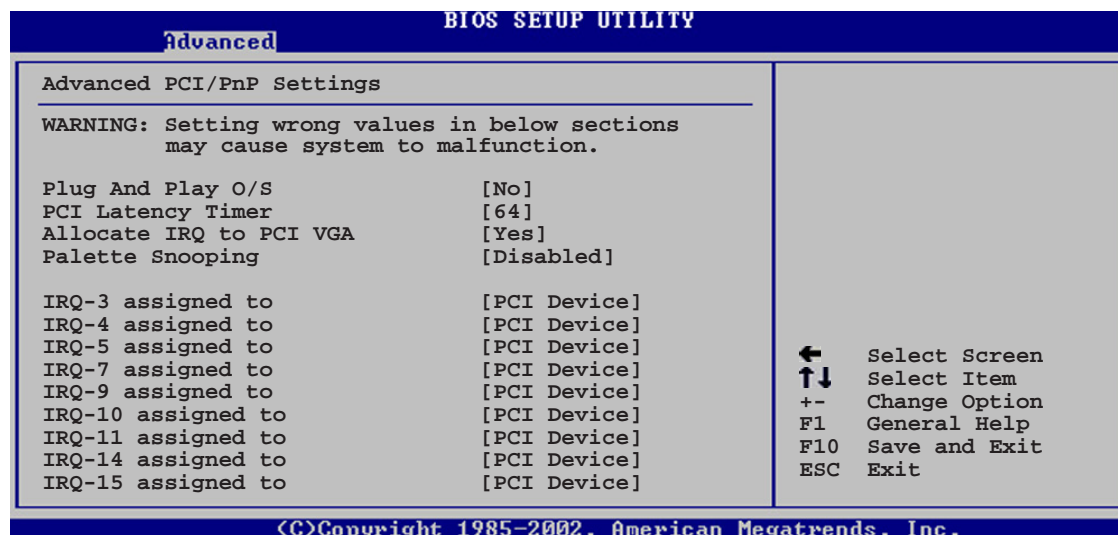 BIOS SETUP UTILITY
Advanced
Advanced PCI/PnP Settings
WARNING: Setting wrong values in below sections
may cause system to malfunction.
Plug And Play O/S [No]
PCI Latency Timer [64]
Allocate IRQ to PCI VGA [Yes]
Palette Snooping [Disabled]
IRQ-3 assigned to [PCI Device]
IRQ-4 assigned to [PCI Device]
IRQ-5 assigned to [PCI Device]
IRQ-7 assigned to [PCI Device]
IRQ-9 assigned to [PCI Device]
IRQ-10 assigned to [PCI Device]
IRQ-11 assigned to [PCI Device]
IRQ-14 assigned to [PCI Device]
IRQ-15 assigned to [PCI Device]
← Select Screen
↑↓ Select Item
+- Change Option
F1 General Help
F10 Save and Exit
ESC Exit
(C)Copyright 1985-2002, American Megatrends, Inc.